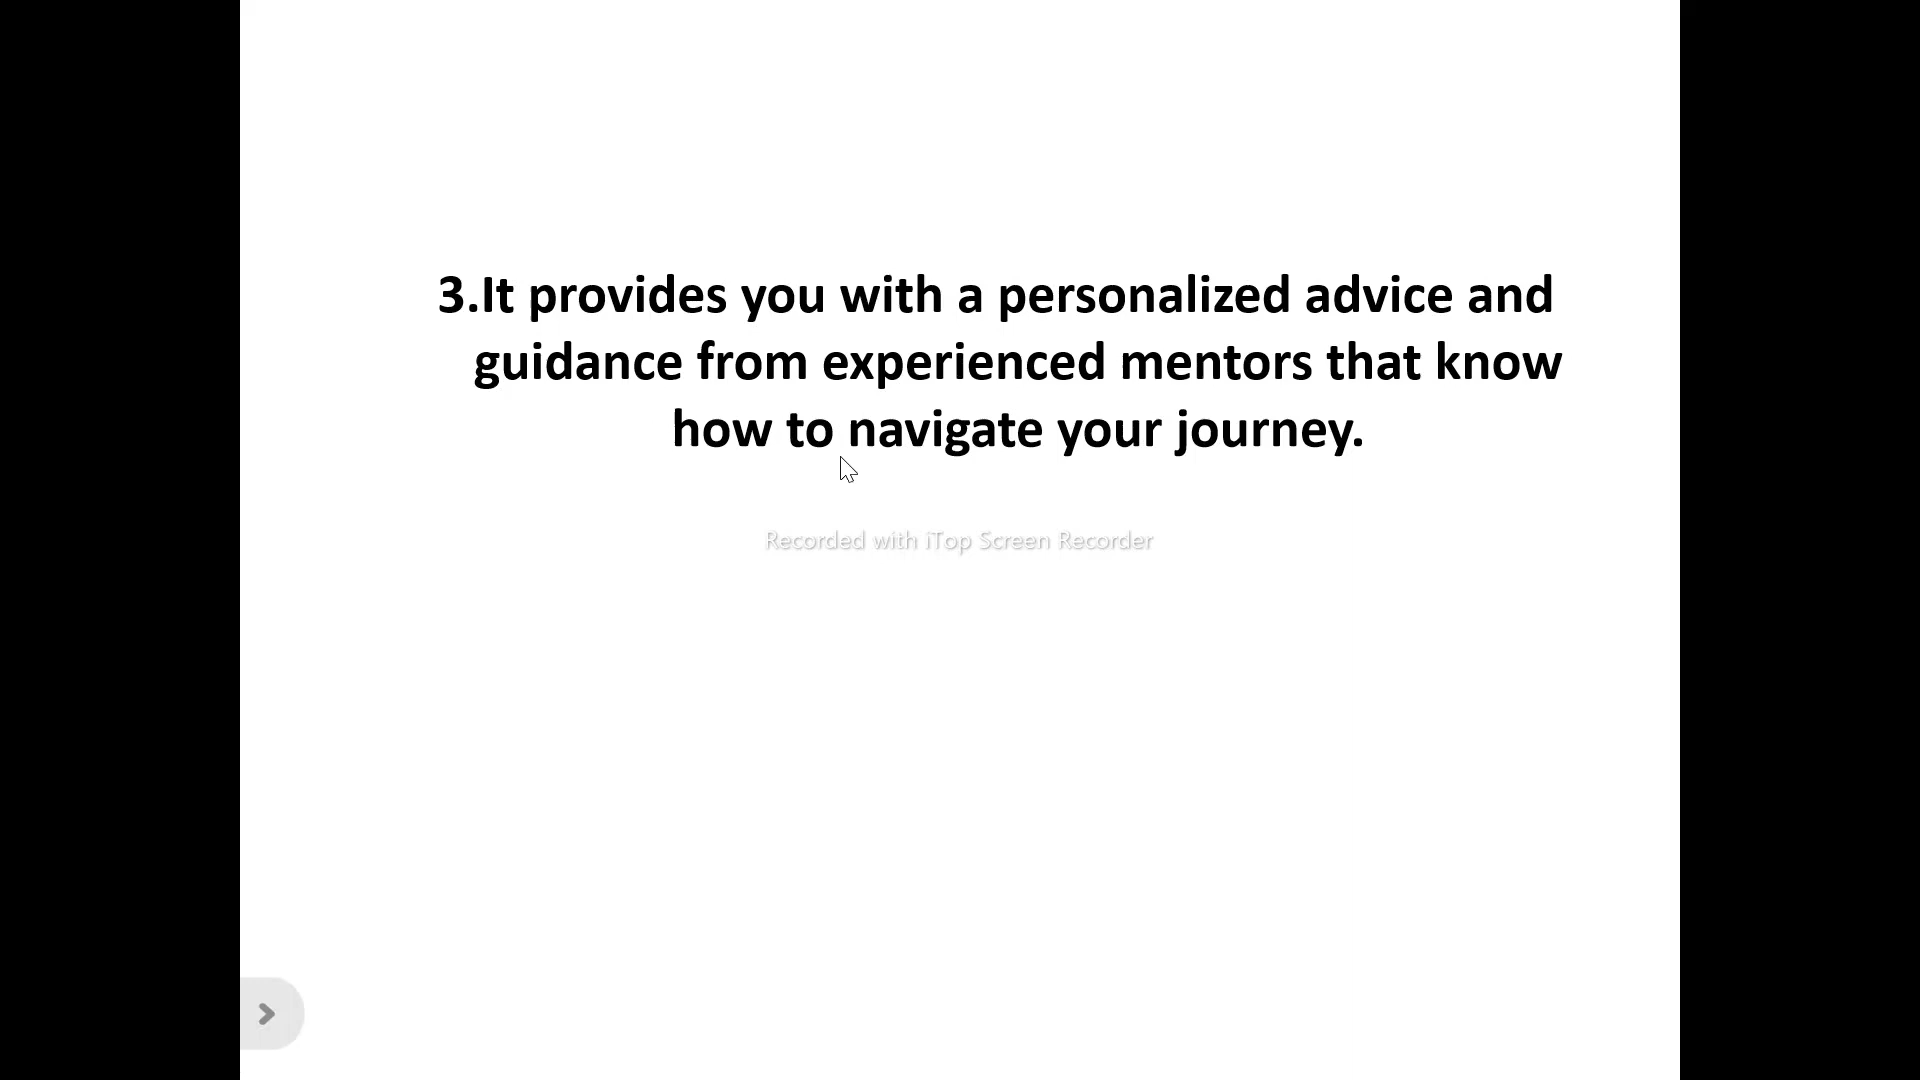 3.It provides you with a personalized advice and
guidance from experienced mentors that know
how to navigate your journey.
Recorded with iTop Screen Recorder